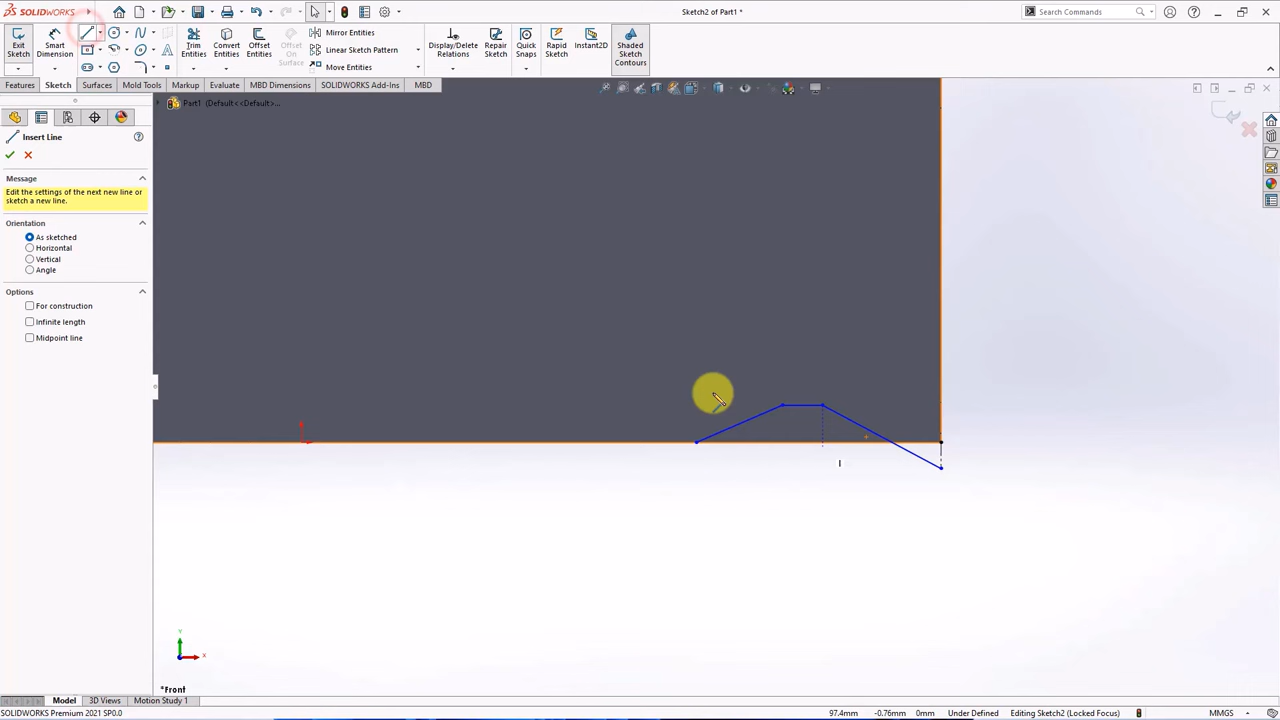 SOLIDWORKS
Sketch2 of Part1 *
Search Commands
Exit Sketch
Smart Dimension
Trim Entities
Convert Entities
Offset Entities
Offset On Surface
Mirror Entities
Linear Sketch Pattern
Move Entities
Display/Delete Relations
Repair Sketch
Quick Snaps
Rapid Sketch
Instant2D
Shaded Sketch Contours
Features
Sketch
Surfaces
Mold Tools
Markup
Evaluate
MBD Dimensions
SOLIDWORKS Add-Ins
MBD
Part1 (Default<<Default>...
Insert Line
Message
Edit the settings of the next new line or
sketch a new line.
Orientation
As sketched
Horizontal
Vertical
Angle
Options
For construction
Infinite length
Midpoint line
Y
X
*Front
Model
3D Views
Motion Study 1
SOLIDWORKS Premium 2021 SP0.0
97.4mm
-0.76mm
0mm
Under Defined
Editing Sketch2 (Locked Focus)
MMGS